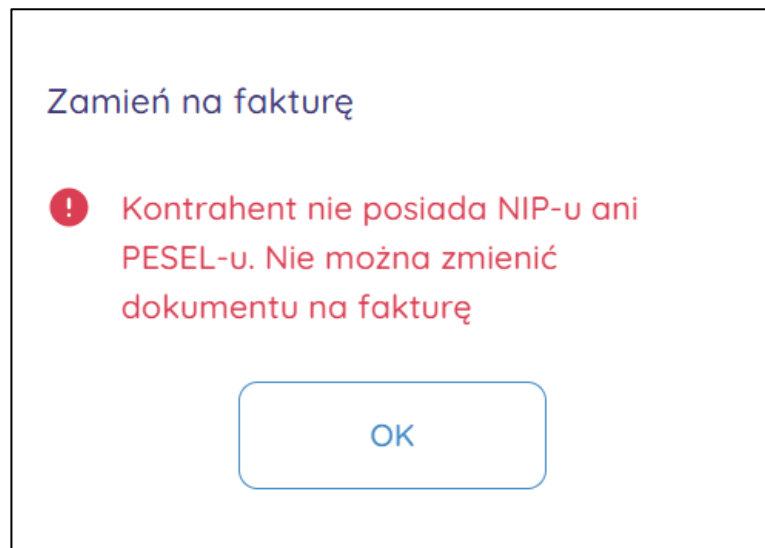 Zamień na fakturę
Kontrahent nie posiada NIP-u ani
PESEL-u. Nie można zmienić
dokumentu na fakturę
OK